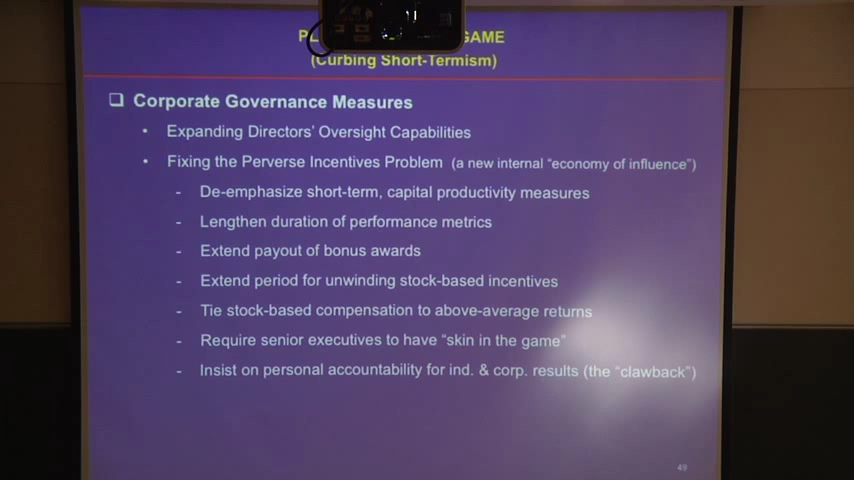 GAME
(Curbing Short-Termism)
Corporate Governance Measures
• Expanding Directors' Oversight Capabilities
• Fixing the Perverse Incentives Problem (a new internal "economy of influence")
- De-emphasize short-term, capital productivity measures
- Lengthen duration of performance metrics
- Extend payout of bonus awards
- Extend period for unwinding stock-based incentives
- Tie stock-based compensation to above-average returns
- Require senior executives to have "skin in the game"
- Insist on personal accountability for ind. & corp. results (the "clawback")
49